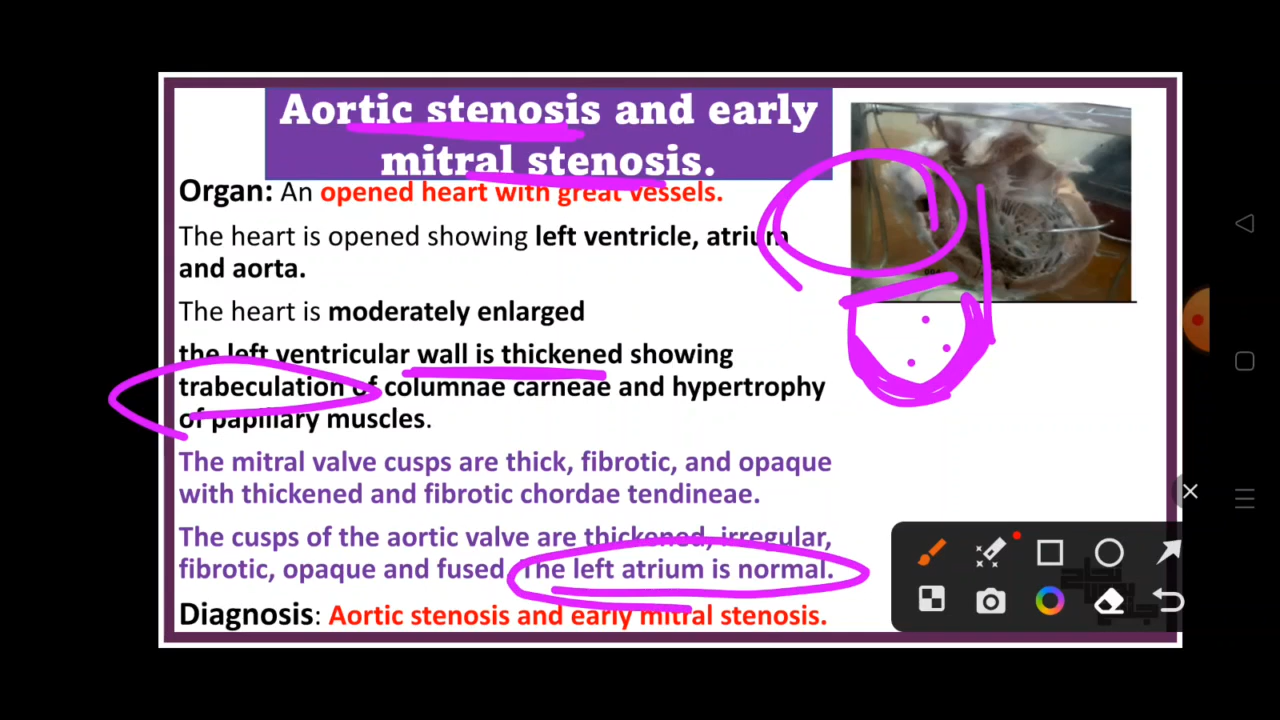 Aortic stenosis and early
mitral stenosis.
Organ: An opened heart with great vessels.
The heart is opened showing left ventricle, atrium
and aorta.
The heart is moderately enlarged
the left ventricular wall is thickened showing
trabeculation of columnae carneae and hypertrophy
of papillary muscles.
The mitral valve cusps are thick, fibrotic, and opaque
with thickened and fibrotic chordae tendineae.
The cusps of the aortic valve are thickened, irregular,
fibrotic, opaque and fused The left atrium is normal.
Diagnosis: Aortic stenosis and early mitral stenosis.